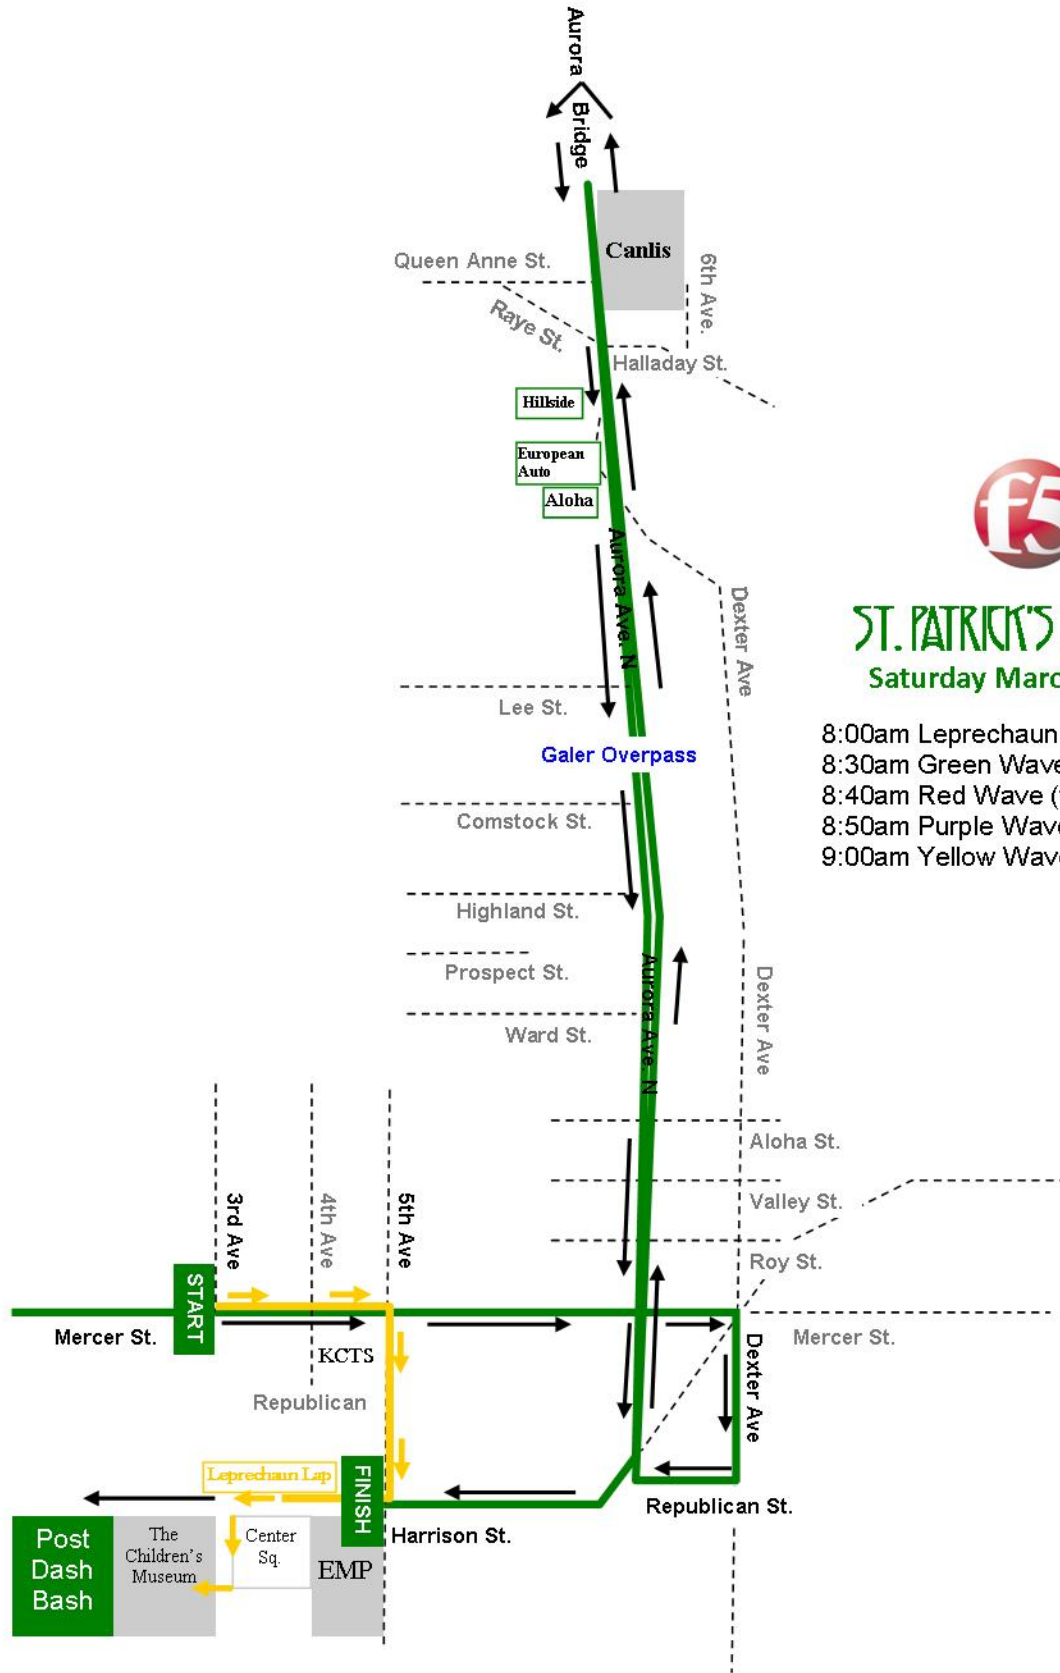 Aurora
Bridge
Canlis
Queen Anne St.
6th Ave.
Raye St.
Halladay St.
Hillside
European
Auto
Aloha
f5
Aurora Ave. N
Dexter Ave
ST. PATRICK'S
Saturday Marc
Lee St.
Galer Overpass
8:00am Leprechaun
8:30am Green Wave
8:40am Red Wave (
8:50am Purple Wav
9:00am Yellow Wav
Comstock St.
Highland St.
Prospect St.
Aurora Ave. N
Dexter Ave
Ward St.
Aloha St.
3rd Ave
4th Ave
5th Ave
Valley St.
Roy St.
START
Mercer St.
Mercer St.
KCTS
Dexter Ave
Republican
Leprechaun Lap
FINISH
Republican St.
Harrison St.
Post
Dash
Bash
The
Children's
Museum
Center
Sq.
EMP